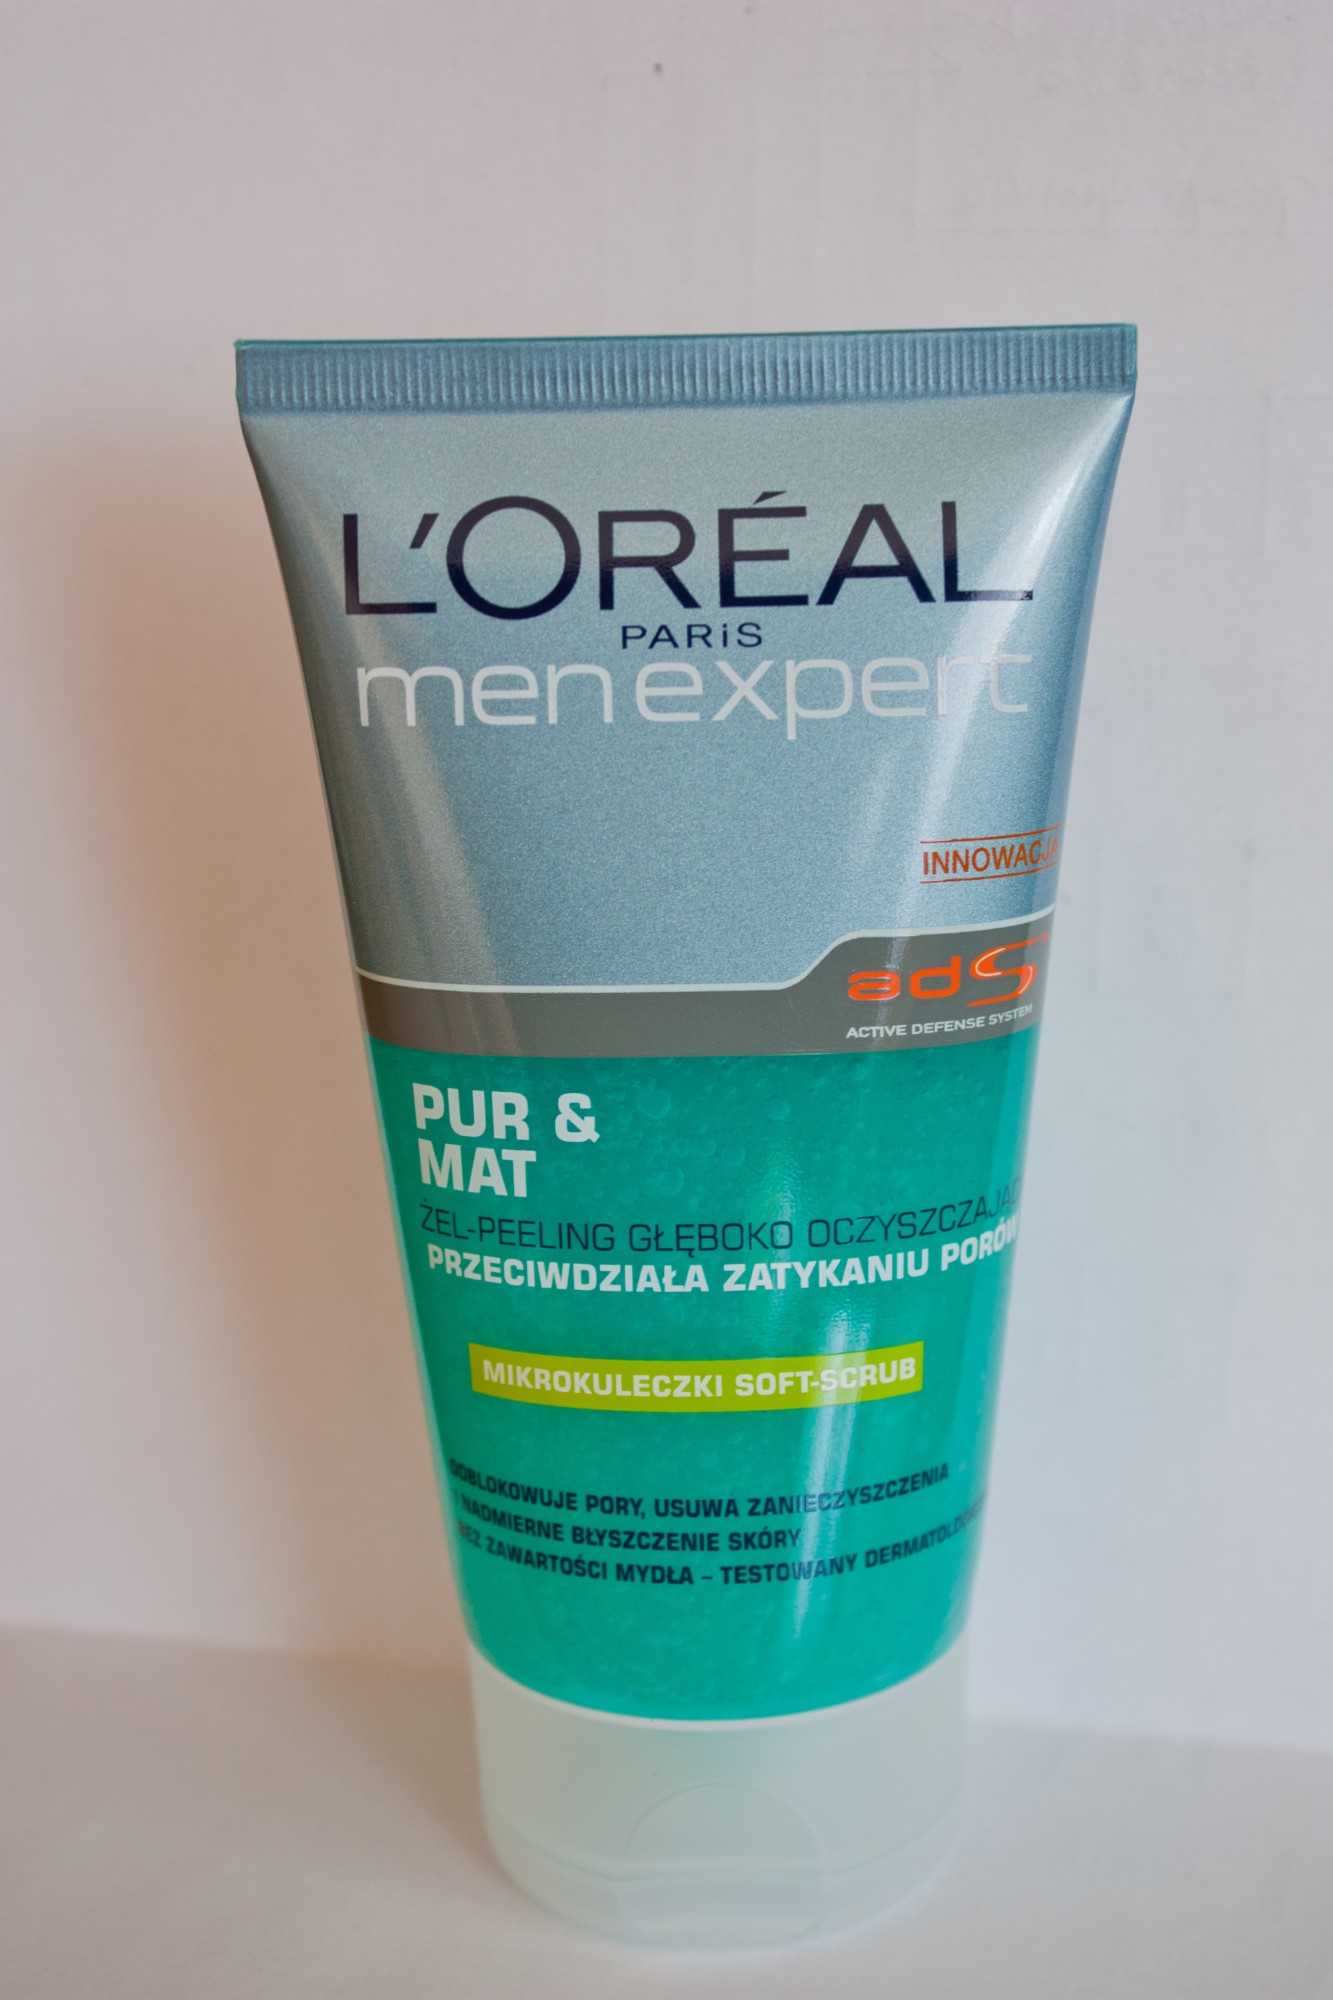 L'ORÉAL
PARiS
men expert
INNOWACJA
adS
ACTIVE DEFENSE SYSTEM
PUR &
MAT
ŻEL-PEELING GŁĘBOKO
PRZECIWDZIAŁA ZATYKANIU PORÓW
MIKROKULECZKI SOFT-SCRUB
ODBLOKOWUJE PORY, USUWA ZANIECZYSZCZENIA
I NADMIERNE BŁYSZCZENIE SKÓRY
BEZ ZAWARTOŚCI MYDŁA – TESTOWANY